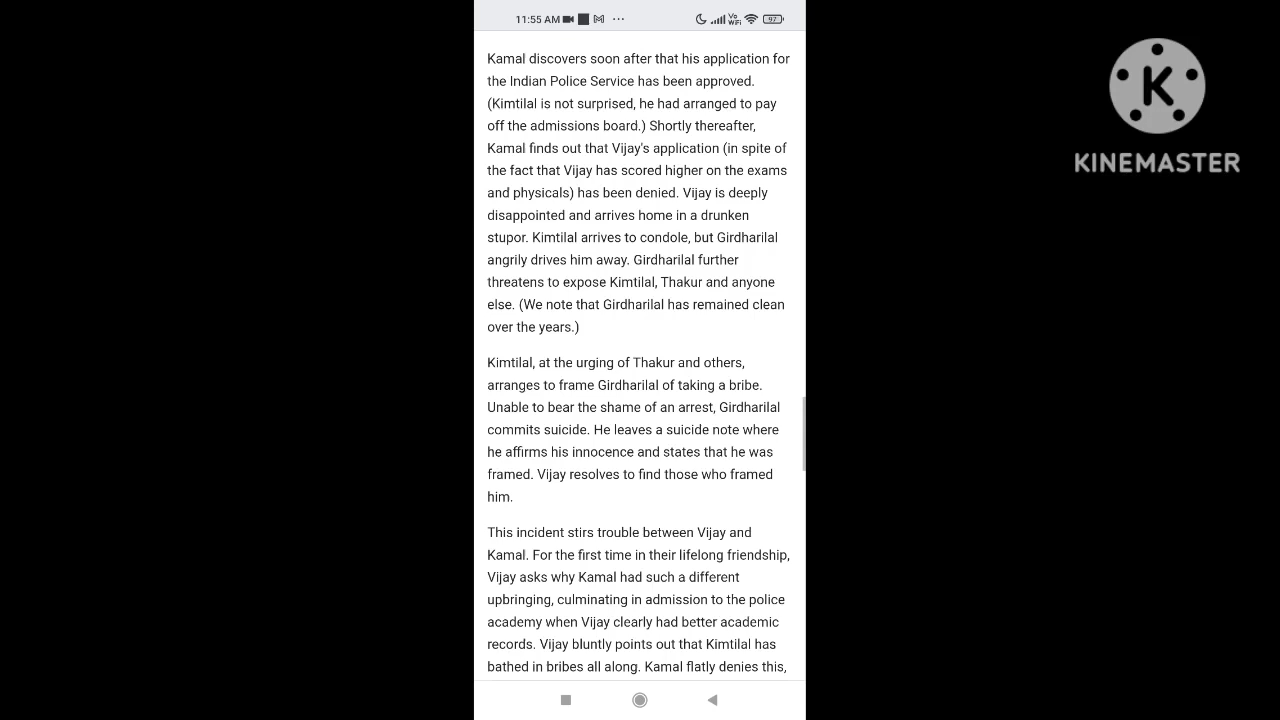 11:55 AM
Vo WiFi
97
Kamal discovers soon after that his application for
the Indian Police Service has been approved.
(Kimtilal is not surprised, he had arranged to pay
off the admissions board.) Shortly thereafter,
Kamal finds out that Vijay's application (in spite of
the fact that Vijay has scored higher on the exams
and physicals) has been denied. Vijay is deeply
disappointed and arrives home in a drunken
stupor. Kimtilal arrives to condole, but Girdharilal
angrily drives him away. Girdharilal further
threatens to expose Kimtilal, Thakur and anyone
else. (We note that Girdharilal has remained clean
over the years.)
Kimtilal, at the urging of Thakur and others,
arranges to frame Girdharilal of taking a bribe.
Unable to bear the shame of an arrest, Girdharilal
commits suicide. He leaves a suicide note where
he affirms his innocence and states that he was
framed. Vijay resolves to find those who framed
him.
This incident stirs trouble between Vijay and
Kamal. For the first time in their lifelong friendship,
Vijay asks why Kamal had such a different
upbringing, culminating in admission to the police
academy when Vijay clearly had better academic
records. Vijay bluntly points out that Kimtilal has
bathed in bribes all along. Kamal flatly denies this,
K
KINEMASTER